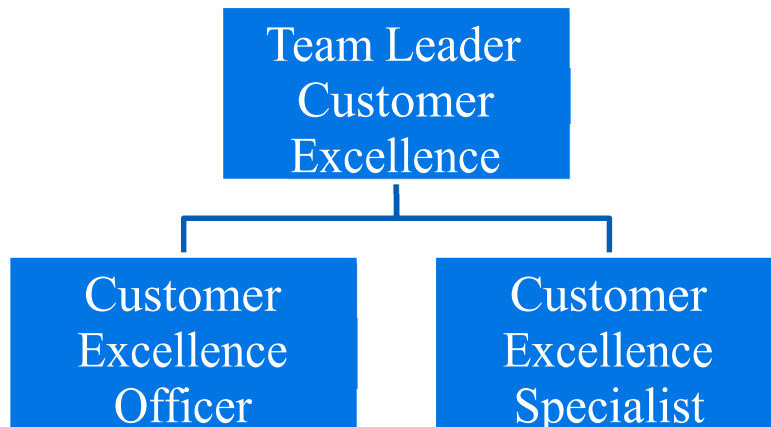 Team Leader
Customer
Excellence
Customer
Excellence
Officer
Customer
Excellence
Specialist